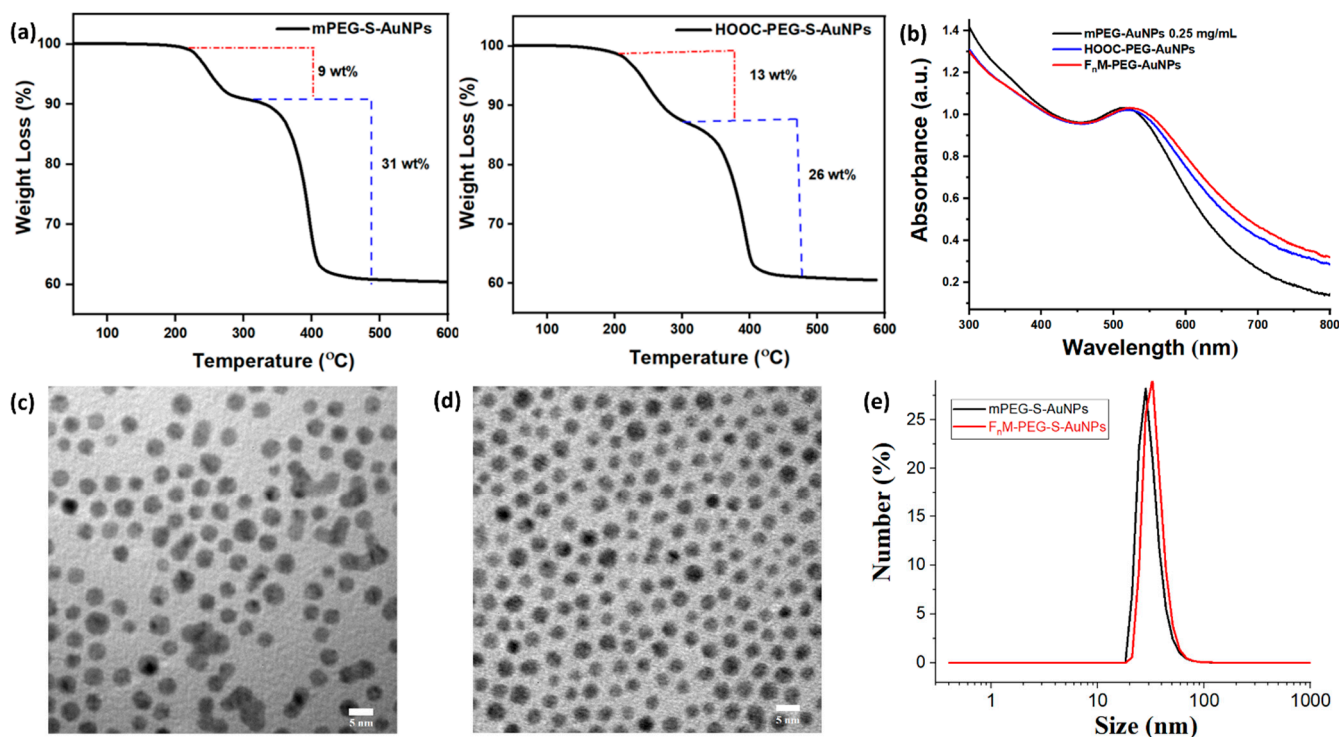 (a)
mPEG-S-AuNPs
9 wt%
31 wt%
Weight Loss (%)
100
90
80
70
60
100
200
300
400
500
600
Temperature (°C)
HOOC-PEG-S-AuNPs
13 wt%
26 wt%
Weight Loss (%)
100
90
80
70
60
100
200
300
400
500
600
Temperature (°C)
(b)
mPEG-AuNPs 0.25 mg/mL
HOOC-PEG-AuNPs
FₙM-PEG-AuNPs
Absorbance (a.u.)
1.4
1.2
1.0
0.8
0.6
0.4
0.2
300
400
500
600
700
800
Wavelength (nm)
(c)
5 nm
(d)
5 nm
(e)
mPEG-S-AuNPs
FₙM-PEG-S-AuNPs
Number (%)
25
20
15
10
5
0
1
10
100
1000
Size (nm)